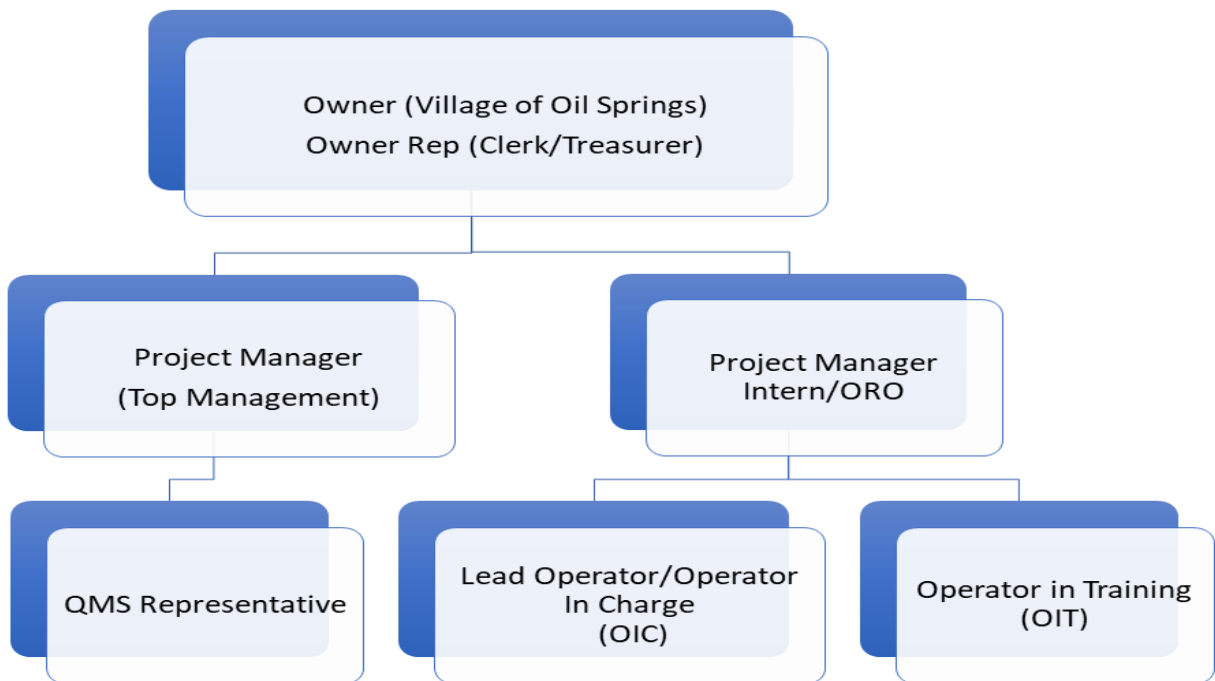 Owner (Village of Oil Springs)
Owner Rep (Clerk/Treasurer)
Project Manager
(Top Management)
Project Manager
Intern/ORO
QMS Representative
Lead Operator/Operator
In Charge
(OIC)
Operator in Training
(OIT)